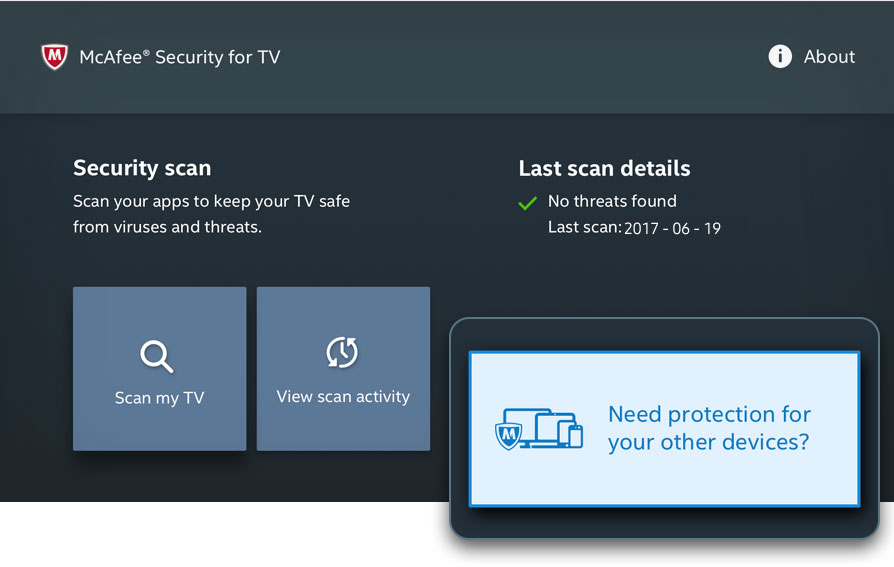 McAfee® Security for TV
About
Security scan
Scan your apps to keep your TV safe
from viruses and threats.
Last scan details
No threats found
Last scan: 2017 - 06 - 19
Scan my TV
View scan activity
Need protection for
your other devices?